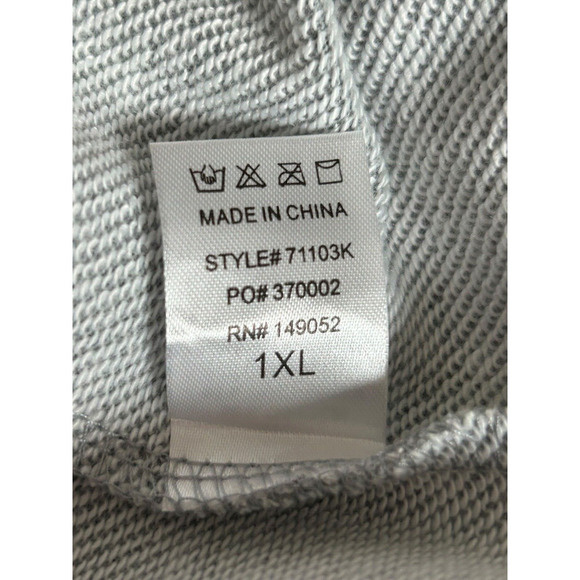 MADE IN CHINA
STYLE# 71103K
PO# 370002
RN# 149052
1XL